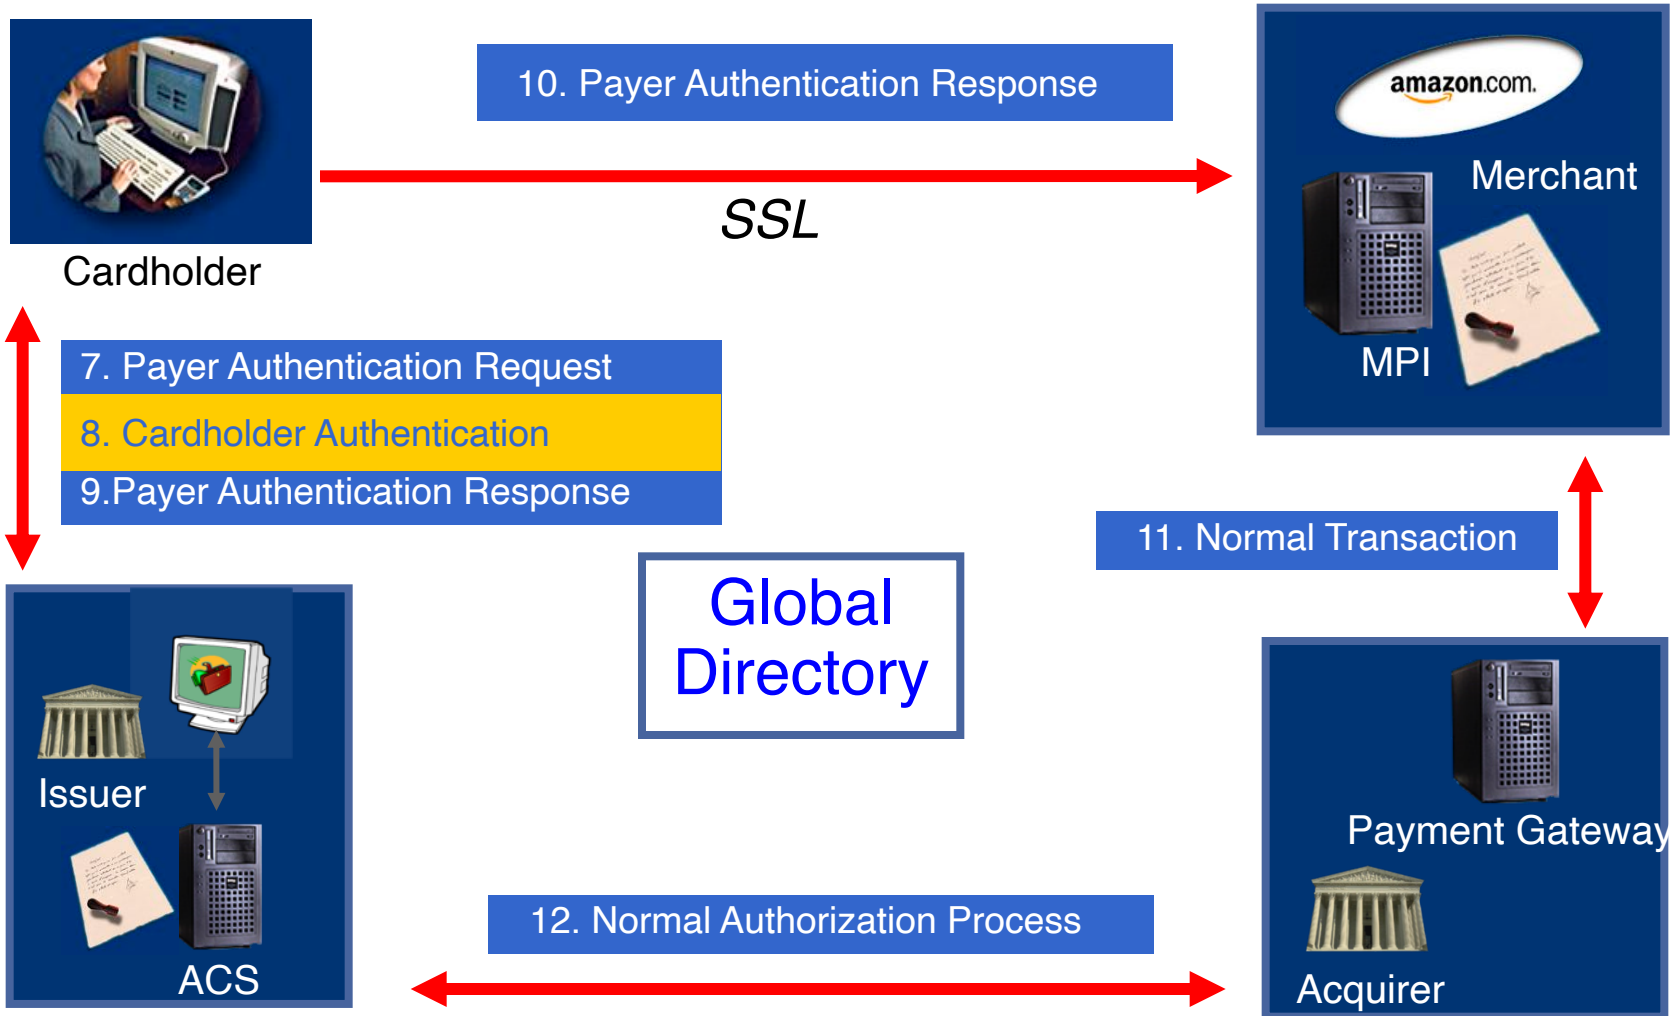 10. Payer Authentication Response
amazon.com.
Merchant
SSL
Cardholder
MPI
7. Payer Authentication Request
8. Cardholder Authentication
9.Payer Authentication Response
11. Normal Transaction
Global
Directory
Issuer
Payment Gateway
12. Normal Authorization Process
ACS
Acquirer